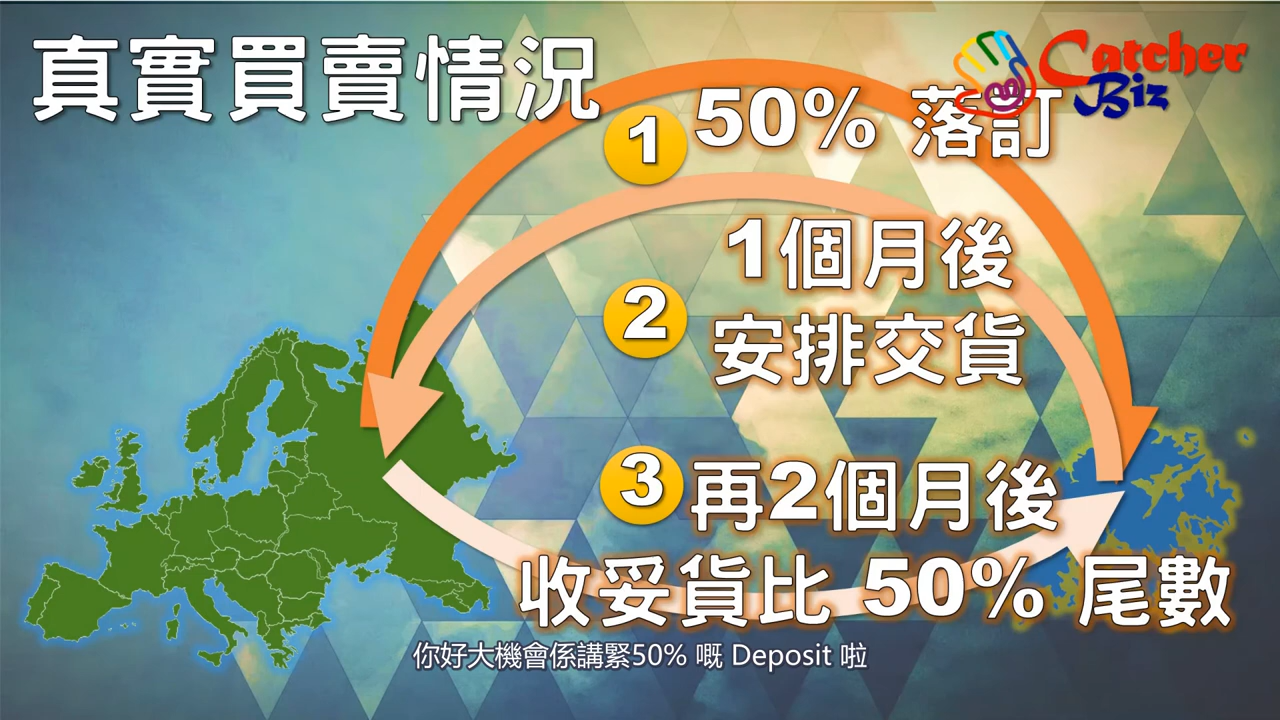 真實買賣情況
Catcher
Biz
1 50% 落訂
2 1個月後
安排交貨
3 再2個月後
收妥貨比 50% 尾數
你好大機會係講緊50% 嘅 Deposit 啦